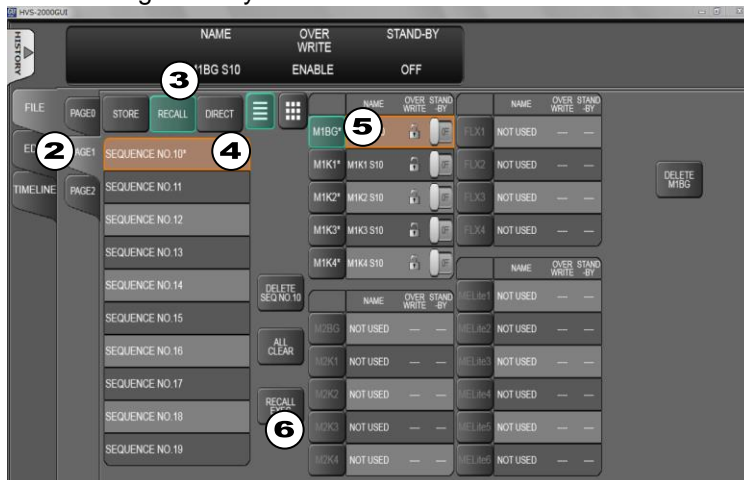 HVS-2000GUI
HISTORY
NAME OVER WRITE STAND-BY
M1BG S10 ENABLE OFF
FILE
TIMELINE
PAGE0
PAGE2
STORE RECALL DIRECT
3
2
4
5
6
SEQUENCE NO.10*
SEQUENCE NO.11
SEQUENCE NO.12
SEQUENCE NO.13
SEQUENCE NO.14
SEQUENCE NO.15
SEQUENCE NO.16
SEQUENCE NO.17
SEQUENCE NO.18
SEQUENCE NO.19
DELETE
SEQ NO.10
ALL
CLEAR
RECALL
NAME OVER WRITE STAND -BY
M1BG*
M1K1* M1K1 S10
M1K2* M1K2 S10
M1K3* M1K3 S10
M1K4* M1K4 S10
NAME OVER WRITE STAND -BY
M2BG NOT USED — —
M2K1 NOT USED — —
M2K2 NOT USED — —
M2K3 NOT USED — —
M2K4 NOT USED — —
NAME OVER WRITE STAND -BY
FLX1 NOT USED — —
FLX2 NOT USED — —
FLX3 NOT USED — —
FLX4 NOT USED — —
NAME OVER WRITE STAND -BY
MELite1 NOT USED — —
MELite2 NOT USED — —
MELite3 NOT USED — —
MELite4 NOT USED — —
MELite5 NOT USED — —
MELite6 NOT USED — —
DELETE
M1BG